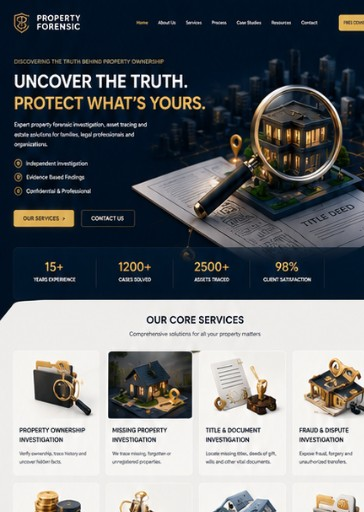 PROPERTY
FORENSIC
Home About Us Services Process Case Studies Resources Contact
DISCOVERING THE TRUTH BEHIND PROPERTY OWNERSHIP
UNCOVER THE TRUTH.
PROTECT WHAT'S YOURS.
Expert property forensic investigation, asset tracing and
estate solutions for families, legal professionals and
organizations.
Independent Investigation
Evidence Based Findings
Confidential & Professional
OUR SERVICES >
CONTACT US
TITLE DEED
15+ 1200+ 2500+ 98%
YEARS EXPERIENCE CASES SOLVED ASSETS TRACED CLIENT SATISFACTION
OUR CORE SERVICES
Comprehensive solutions for all your property matters
PROPERTY OWNERSHIP
INVESTIGATION
Verify ownership, trace history and
uncover hidden facts.
MISSING PROPERTY
INVESTIGATION
We trace missing, forgotten or
unregistered properties.
TITLE & DOCUMENT
INVESTIGATION
Locate missing titles, deeds of gift,
wills and other vital documents.
FRAUD & DISPUTE
INVESTIGATION
Expose fraud, forgery and
unauthorized transfers.